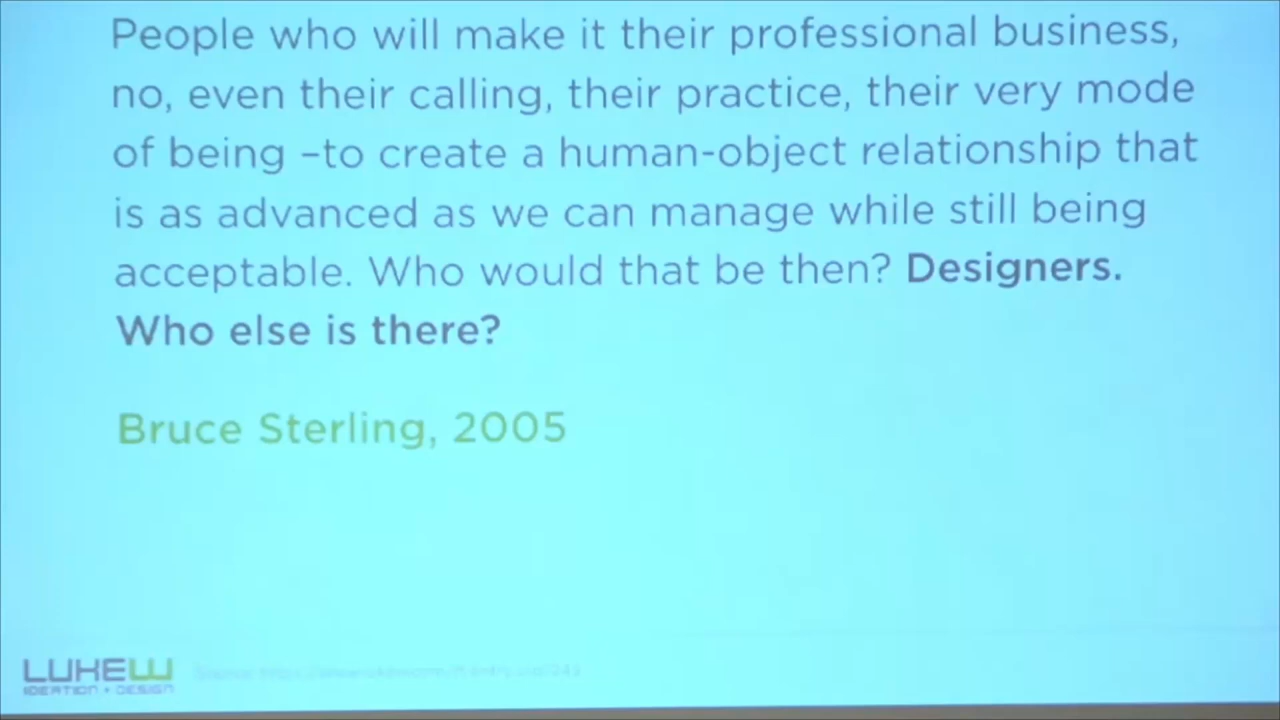 People who will make it their professional business,
no, even their calling, their practice, their very mode
of being –to create a human-object relationship that
is as advanced as we can manage while still being
acceptable. Who would that be then? Designers.
Who else is there?
Bruce Sterling, 2005
LUKEW
IDEATION + DESIGN
Source: